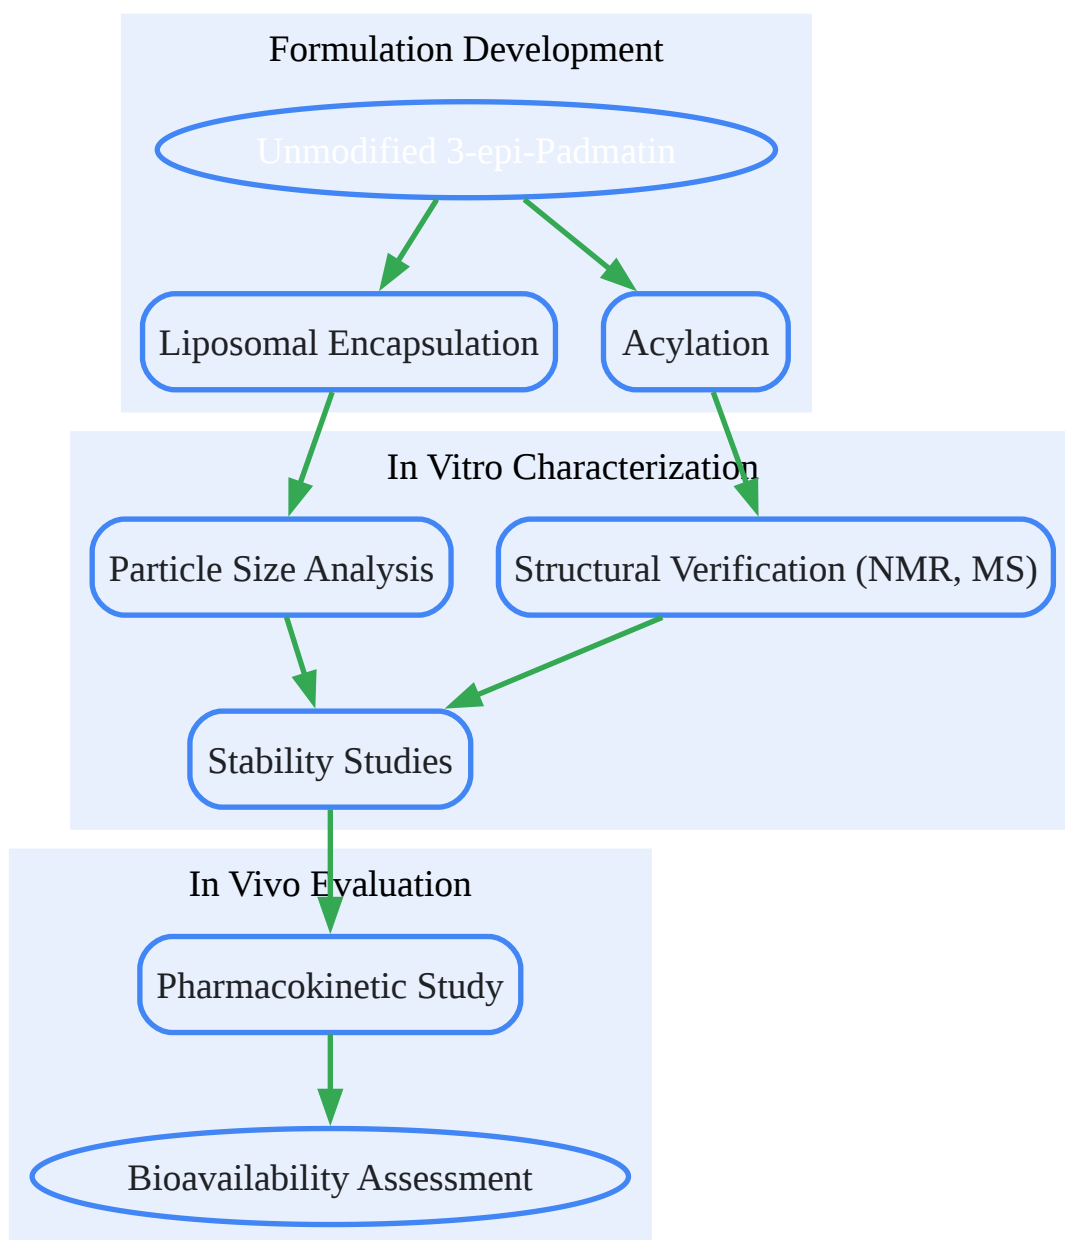 Formulation Development
Unmodified 3-epi-Padmatin
Liposomal Encapsulation
Acylation
In Vitro Characterization
Particle Size Analysis
Structural Verification (NMR, MS)
Stability Studies
In Vivo Evaluation
Pharmacokinetic Study
Bioavailability Assessment